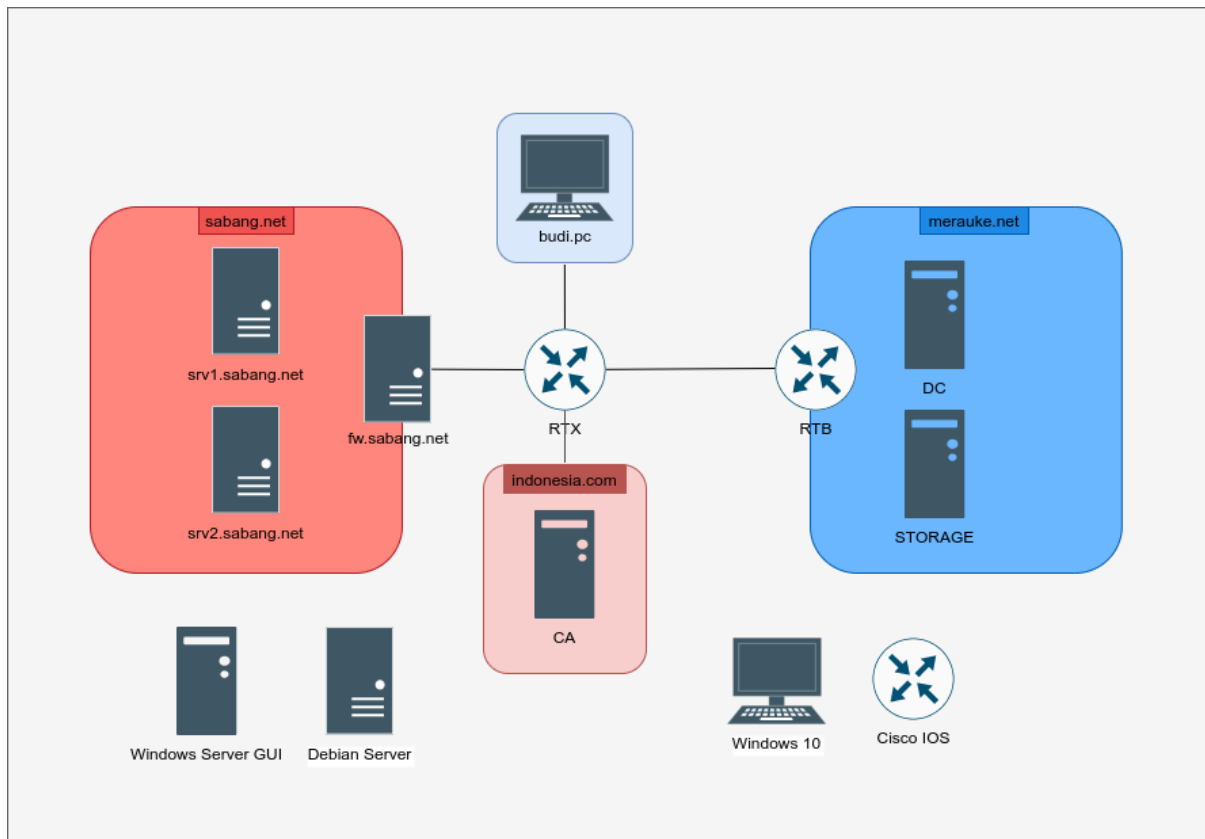 budi.pc
sabang.net
merauke.net
srv1.sabang.net
DC
fw.sabang.net
RTX
RTB
indonesia.com
srv2.sabang.net
STORAGE
CA
Windows Server GUI
Debian Server
Windows 10
Cisco IOS